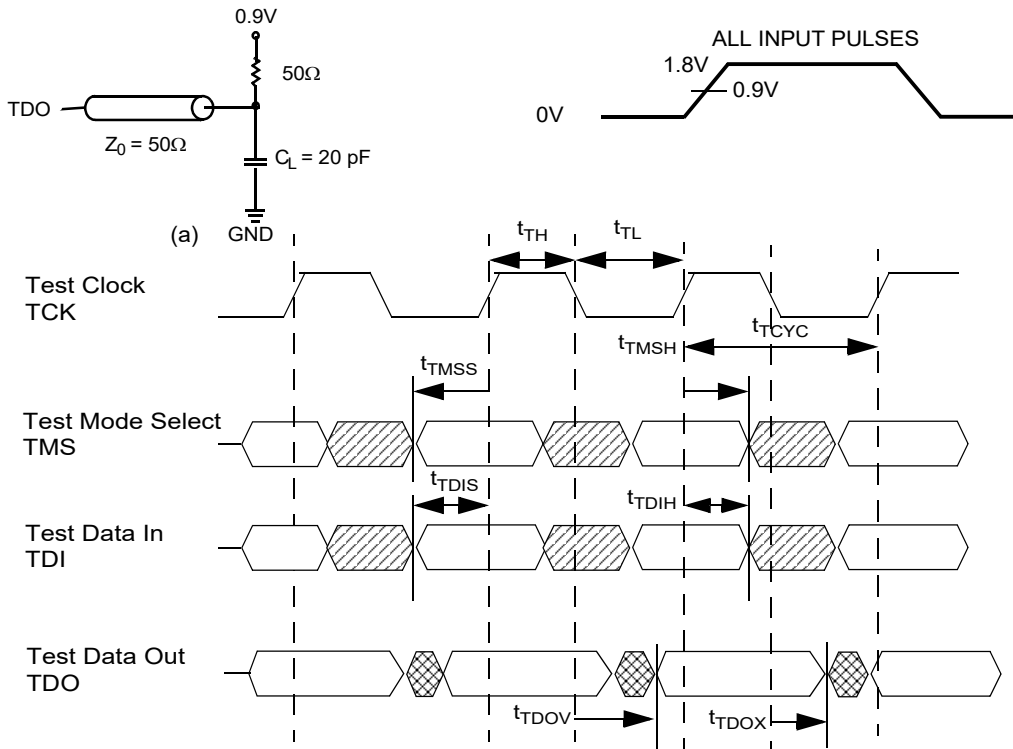 0.9V
ALL INPUT PULSES
50Ω
1.8V
0.9V
TDO
0V
Z0 = 50Ω
CL = 20 pF
(a)
GND
tTH
tTL
Test Clock
TCK
tTCYC
tTMSH
tTMSS
Test Mode Select
TMS
tTDIS
tTDIH
Test Data In
TDI
Test Data Out
TDO
tTDOV
tTDOX